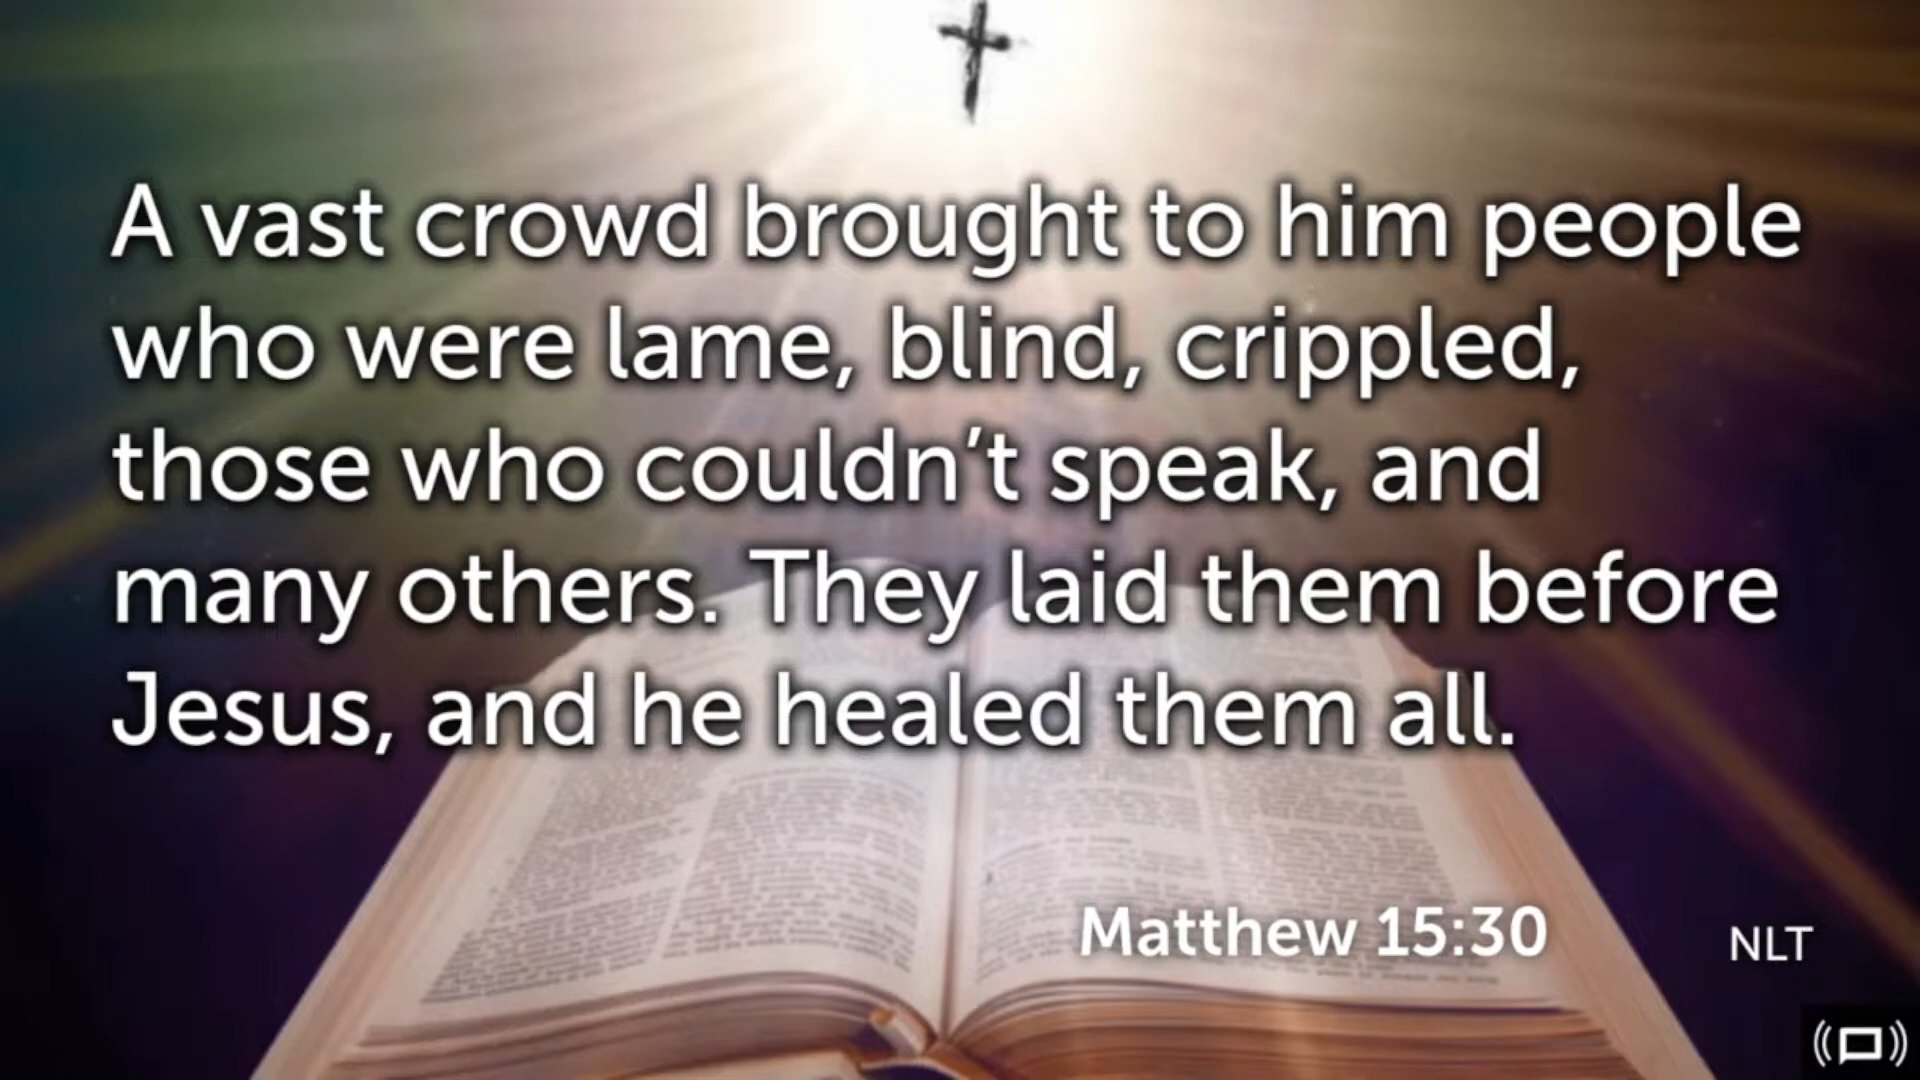 A vast crowd brought to him people
who were lame, blind, crippled,
those who couldn’t speak, and
many others. They laid them before
Jesus, and he healed them all.
Matthew 15:30
NLT